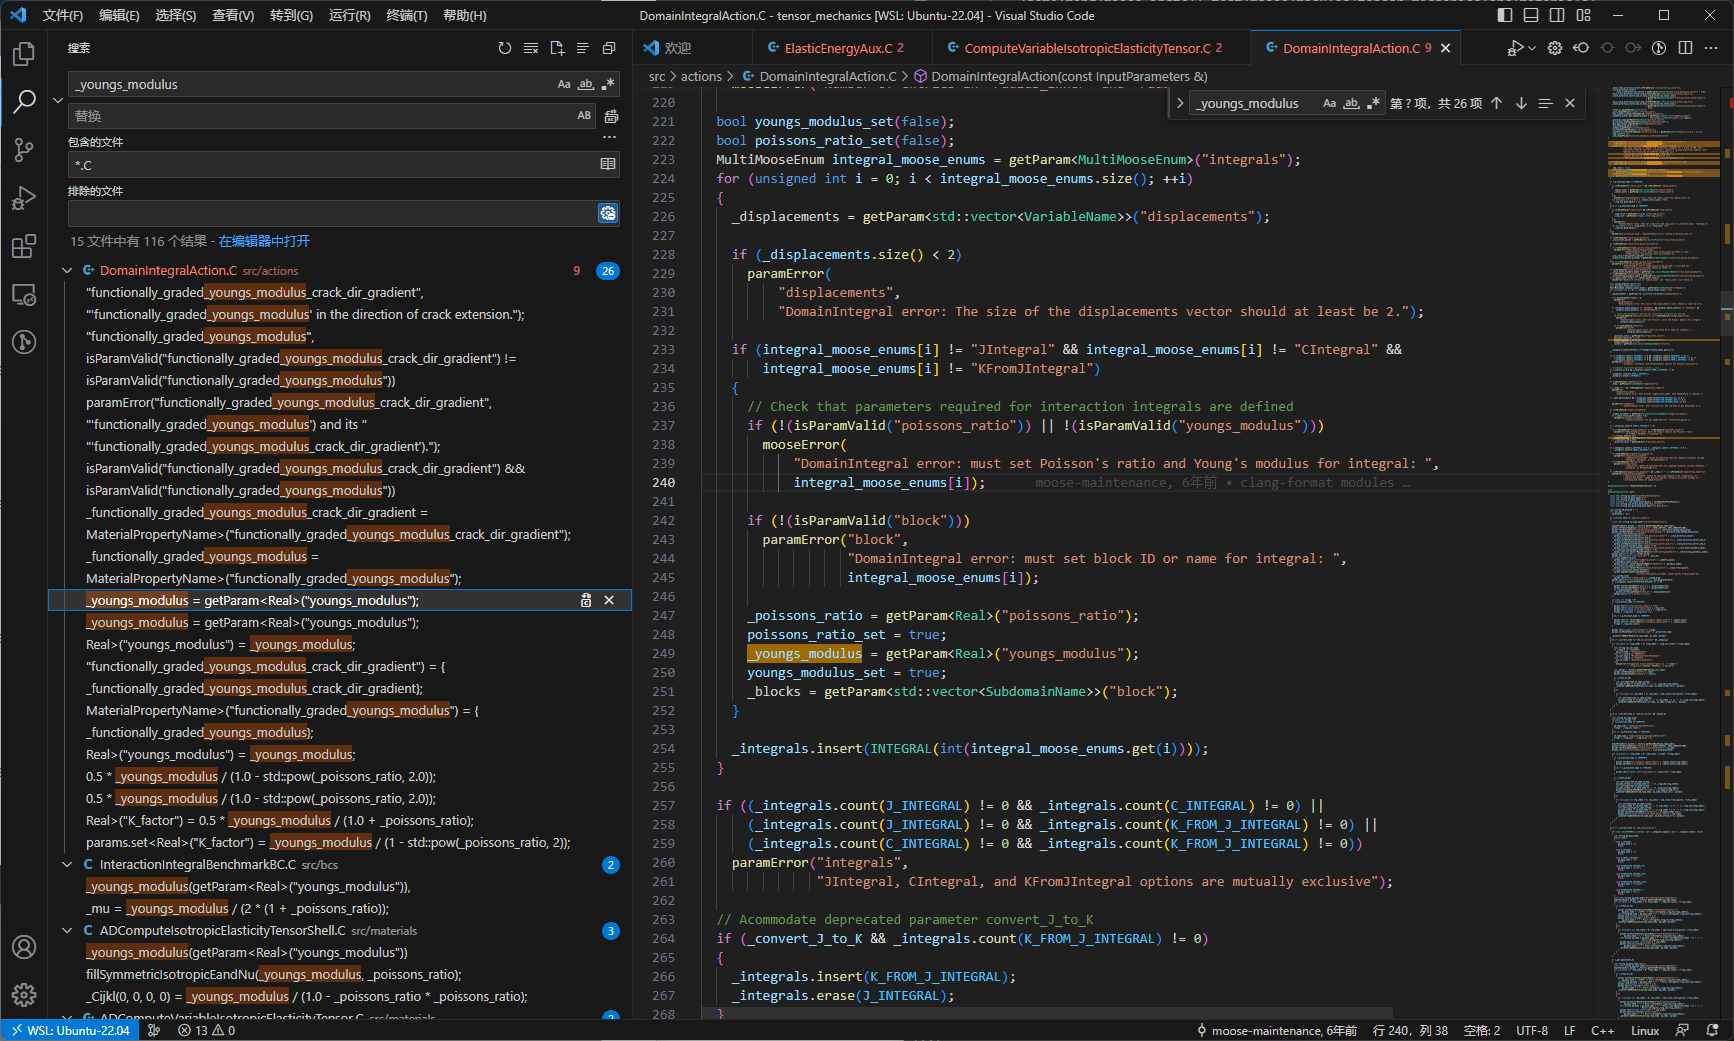 文件(F) 编辑(E) 选择(S) 查看(V) 转到(G) 运行(R) 终端(T) 帮助(H)
DomainIntegralAction.C - tensor_mechanics [WSL: Ubuntu-22.04] - Visual Studio Code
搜索
_youngs_modulus
Aa ab .*
替换
AB
包含的文件
*.C
排除的文件
15 文件中有 116 个结果 - 在编辑器中打开
DomainIntegralAction.C src/actions 9 26
"functionally_graded_youngs_modulus_crack_dir_gradient",
"'functionally_graded_youngs_modulus' in the direction of crack extension.");
"functionally_graded_youngs_modulus",
isParamValid("functionally_graded_youngs_modulus_crack_dir_gradient") !=
isParamValid("functionally_graded_youngs_modulus"))
paramError("functionally_graded_youngs_modulus_crack_dir_gradient",
"'functionally_graded_youngs_modulus') and its "
"'functionally_graded_youngs_modulus_crack_dir_gradient').");
isParamValid("functionally_graded_youngs_modulus_crack_dir_gradient") &&
isParamValid("functionally_graded_youngs_modulus"))
_functionally_graded_youngs_modulus_crack_dir_gradient =
MaterialPropertyName>("functionally_graded_youngs_modulus_crack_dir_gradient");
_functionally_graded_youngs_modulus =
MaterialPropertyName>("functionally_graded_youngs_modulus");
_youngs_modulus = getParam<Real>("youngs_modulus");
_youngs_modulus = getParam<Real>("youngs_modulus");
Real>("youngs_modulus") = _youngs_modulus;
"functionally_graded_youngs_modulus_crack_dir_gradient") = {
_functionally_graded_youngs_modulus_crack_dir_gradient};
MaterialPropertyName>("functionally_graded_youngs_modulus") = {
_functionally_graded_youngs_modulus};
Real>("youngs_modulus") = _youngs_modulus;
0.5 * _youngs_modulus / (1.0 - std::pow(_poissons_ratio, 2.0));
0.5 * _youngs_modulus / (1.0 - std::pow(_poissons_ratio, 2.0));
Real>("K_factor") = 0.5 * _youngs_modulus / (1.0 + _poissons_ratio);
params.set<Real>("K_factor") = _youngs_modulus / (1 - std::pow(_poissons_ratio, 2));
InteractionIntegralBenchmarkBC.C src/bcs 2
_youngs_modulus(getParam<Real>("youngs_modulus")),
_mu = _youngs_modulus / (2 * (1 + _poissons_ratio));
ADComputeIsotropicElasticityTensorShell.C src/materials 3
_youngs_modulus(getParam<Real>("youngs_modulus"))
fillSymmetricIsotropicEandNu(_youngs_modulus, _poissons_ratio);
_Cijkl(0, 0, 0, 0) = _youngs_modulus / (1.0 - _poissons_ratio * _poissons_ratio);
ADComputeVariableIsotropicElasticityTensor.C src/materials 2
欢迎
ElasticEnergyAux.C 2
ComputeVariableIsotropicElasticityTensor.C 2
DomainIntegralAction.C 9
src > actions > DomainIntegralAction.C > DomainIntegralAction(const InputParameters &)
_youngs_modulus Aa ab .* 第 ? 项，共 26 项
220
221 bool youngs_modulus_set(false);
222 bool poissons_ratio_set(false);
223 MultiMooseEnum integral_moose_enums = getParam<MultiMooseEnum>("integrals");
224 for (unsigned int i = 0; i < integral_moose_enums.size(); ++i)
225 {
226 _displacements = getParam<std::vector<VariableName>>("displacements");
227
228 if (_displacements.size() < 2)
229 paramError(
230 "displacements",
231 "DomainIntegral error: The size of the displacements vector should at least be 2.");
232
233 if (integral_moose_enums[i] != "JIntegral" && integral_moose_enums[i] != "CIntegral" &&
234 integral_moose_enums[i] != "KFromJIntegral")
235 {
236 // Check that parameters required for interaction integrals are defined
237 if (!(isParamValid("poissons_ratio")) || !(isParamValid("youngs_modulus")))
238 mooseError(
239 "DomainIntegral error: must set Poisson's ratio and Young's modulus for integral: ",
240 integral_moose_enums[i]); moose-maintenance, 6年前 • clang-format modules …
241
242 if (!(isParamValid("block")))
243 paramError("block",
244 "DomainIntegral error: must set block ID or name for integral: ",
245 integral_moose_enums[i]);
246
247 _poissons_ratio = getParam<Real>("poissons_ratio");
248 poissons_ratio_set = true;
249 _youngs_modulus = getParam<Real>("youngs_modulus");
250 youngs_modulus_set = true;
251 _blocks = getParam<std::vector<SubdomainName>>("block");
252 }
253
254 _integrals.insert(INTEGRAL(int(integral_moose_enums.get(i))));
255 }
256
257 if ((_integrals.count(J_INTEGRAL) != 0 && _integrals.count(C_INTEGRAL) != 0) ||
258 (_integrals.count(J_INTEGRAL) != 0 && _integrals.count(K_FROM_J_INTEGRAL) != 0) ||
259 (_integrals.count(C_INTEGRAL) != 0 && _integrals.count(K_FROM_J_INTEGRAL) != 0))
260 paramError("integrals",
261 "JIntegral, CIntegral, and KFromJIntegral options are mutually exclusive");
262
263 // Acommodate deprecated parameter convert_J_to_K
264 if (_convert_J_to_K && _integrals.count(K_FROM_J_INTEGRAL) != 0)
265 {
266 _integrals.insert(K_FROM_J_INTEGRAL);
267 _integrals.erase(J_INTEGRAL);
268 }
WSL: Ubuntu-22.04 13 0
moose-maintenance, 6年前 行 240，列 38 空格: 2 UTF-8 LF C++ Linux